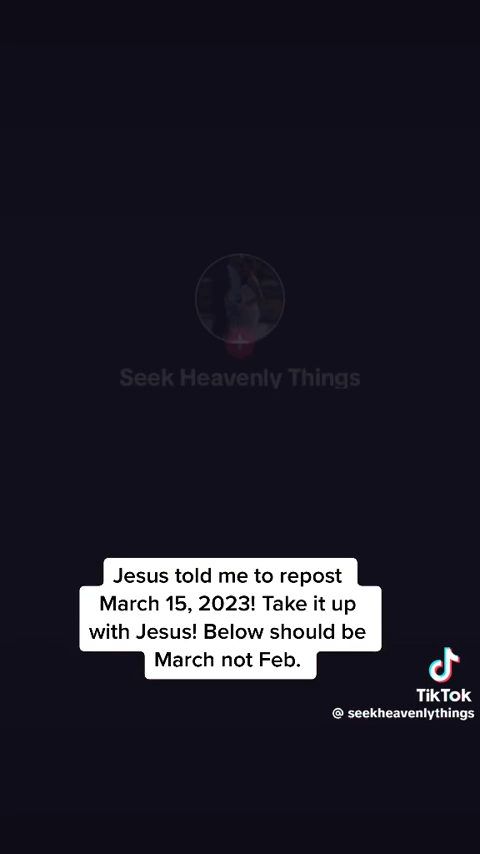 Seek Heavenly Things
Jesus told me to repost
March 15, 2023! Take it up
with Jesus! Below should be
March not Feb.
TikTok
@ seekheavenlythings